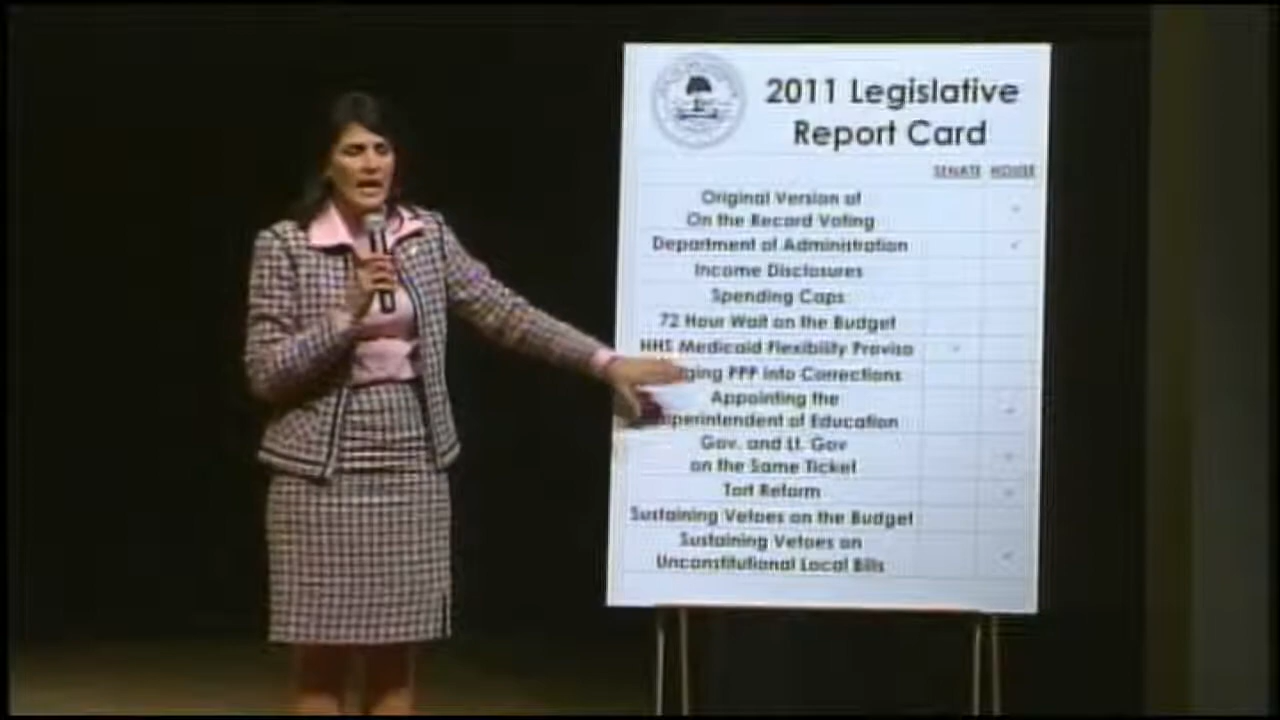 2011 Legislative
Report Card
SENATE HOUSE
Original Version of
On the Record Voting
Department of Administration
Income Disclosures
Spending Caps
72 Hour Wait on the Budget
HHS Medicaid Flexibility Proviso
PPP into Corrections
Appointing the
of Education
Gov. and Lt. Gov
on the Same Ticket
Tort Reform
Sustaining Vetoes on the Budget
Sustaining Vetoes on
Unconstitutional Local Bills